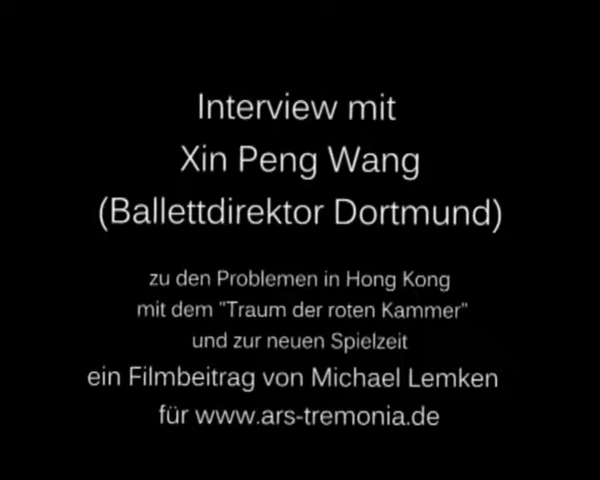 Interview mit
Xin Peng Wang
(Ballettdirektor Dortmund)
zu den Problemen in Hong Kong
mit dem "Traum der roten Kammer"
und zur neuen Spielzeit
ein Filmbeitrag von Michael Lemken
für www.ars-tremonia.de